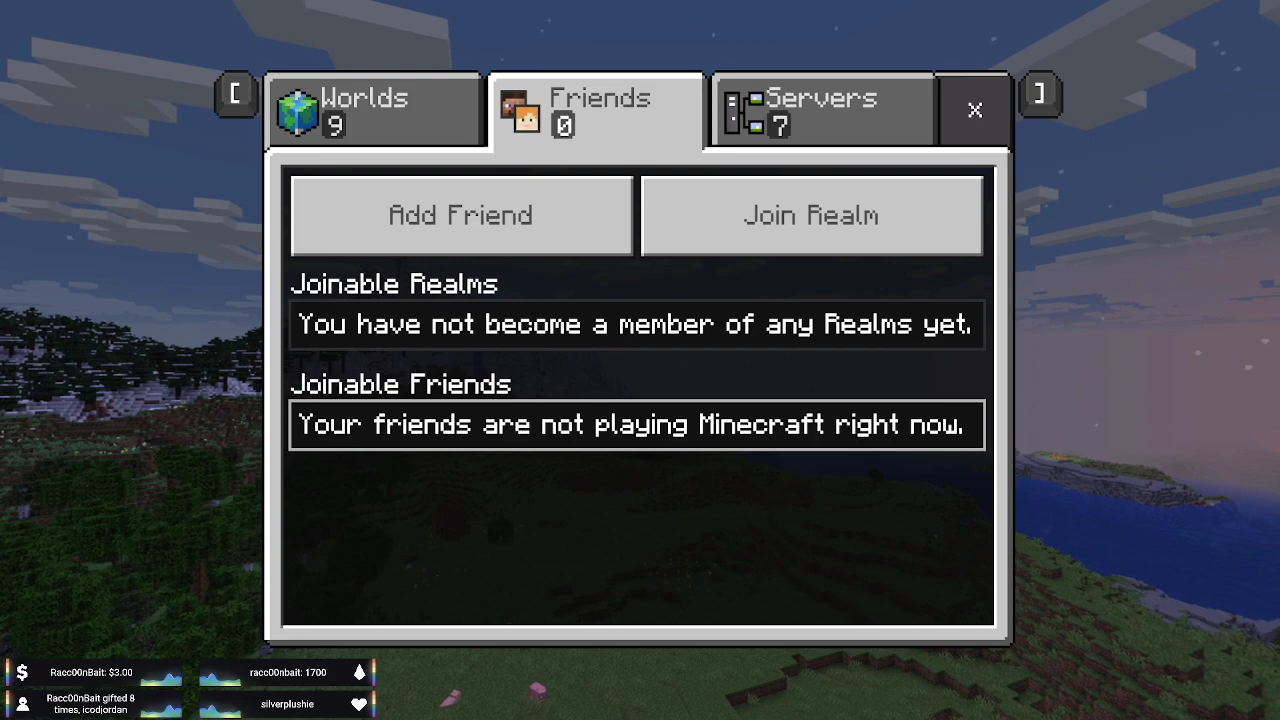 [
Worlds
9
Friends
0
Servers
7
X
]
Add Friend
Join Realm
Joinable Realms
You have not become a member of any Realms yet.
Joinable Friends
Your friends are not playing Minecraft right now.
$
Racc00nBait: $3.00
racc00nbait: 1700
Racc00nBait gifted 8
times, icodjordan
silverplushie